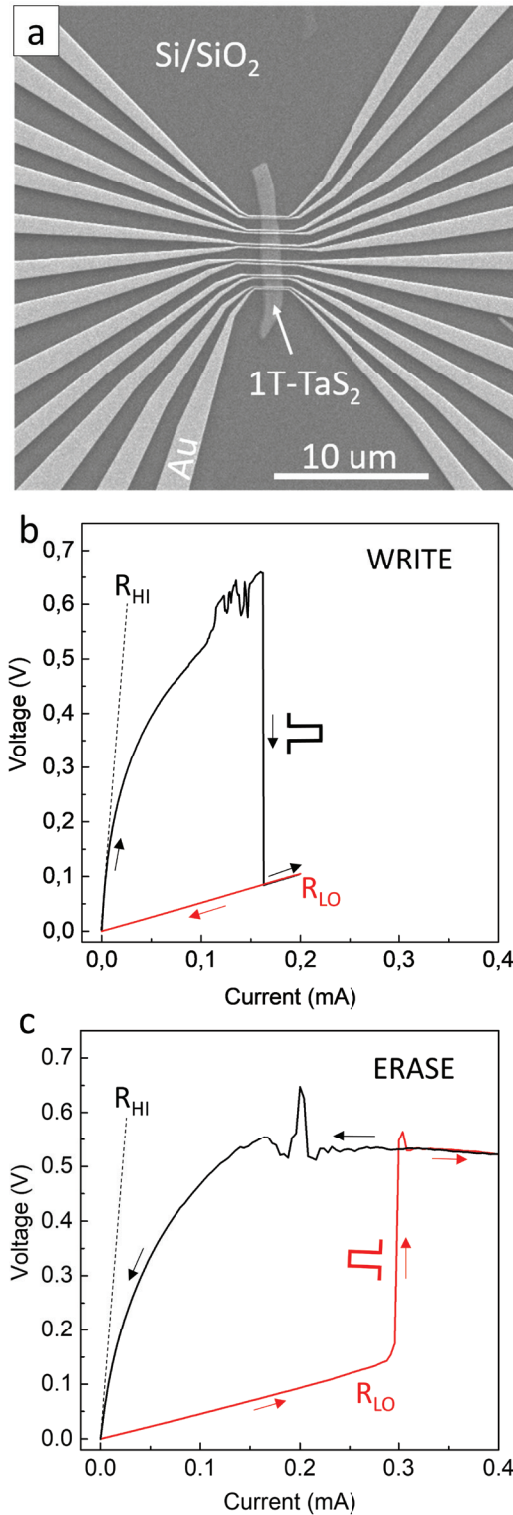 a
Si/SiO2
1T-TaS2
Au
10 um
b
WRITE
RHI
RLO
Voltage (V)
0,7
0,6
0,5
0,4
0,3
0,2
0,1
0,0
0,0 0,1 0,2 0,3 0,4
Current (mA)
c
ERASE
RHI
RLO
Voltage (V)
0.7
0.6
0.5
0.4
0.3
0.2
0.1
0.0
0.0 0.1 0.2 0.3 0.4
Current (mA)